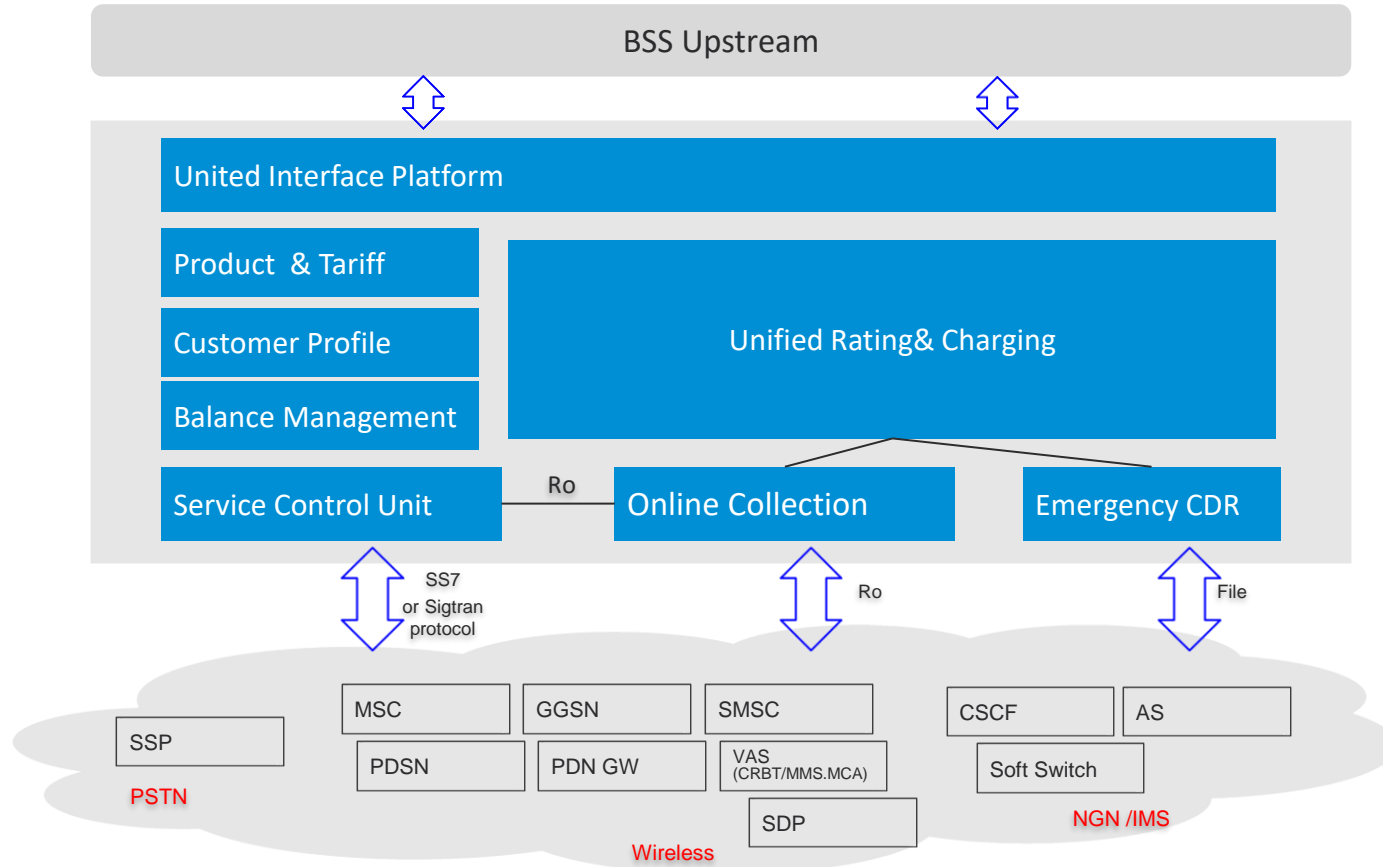 BSS Upstream
United Interface Platform
Product & Tariff
Customer Profile
Balance Management
Unified Rating& Charging
Service Control Unit
Ro
Online Collection
Emergency CDR
SS7
or Sigtran
protocol
Ro
File
MSC
GGSN
SMSC
CSCF
AS
SSP
PDSN
PDN GW
VAS
(CRBT/MMS.MCA)
Soft Switch
PSTN
SDP
NGN /IMS
Wireless